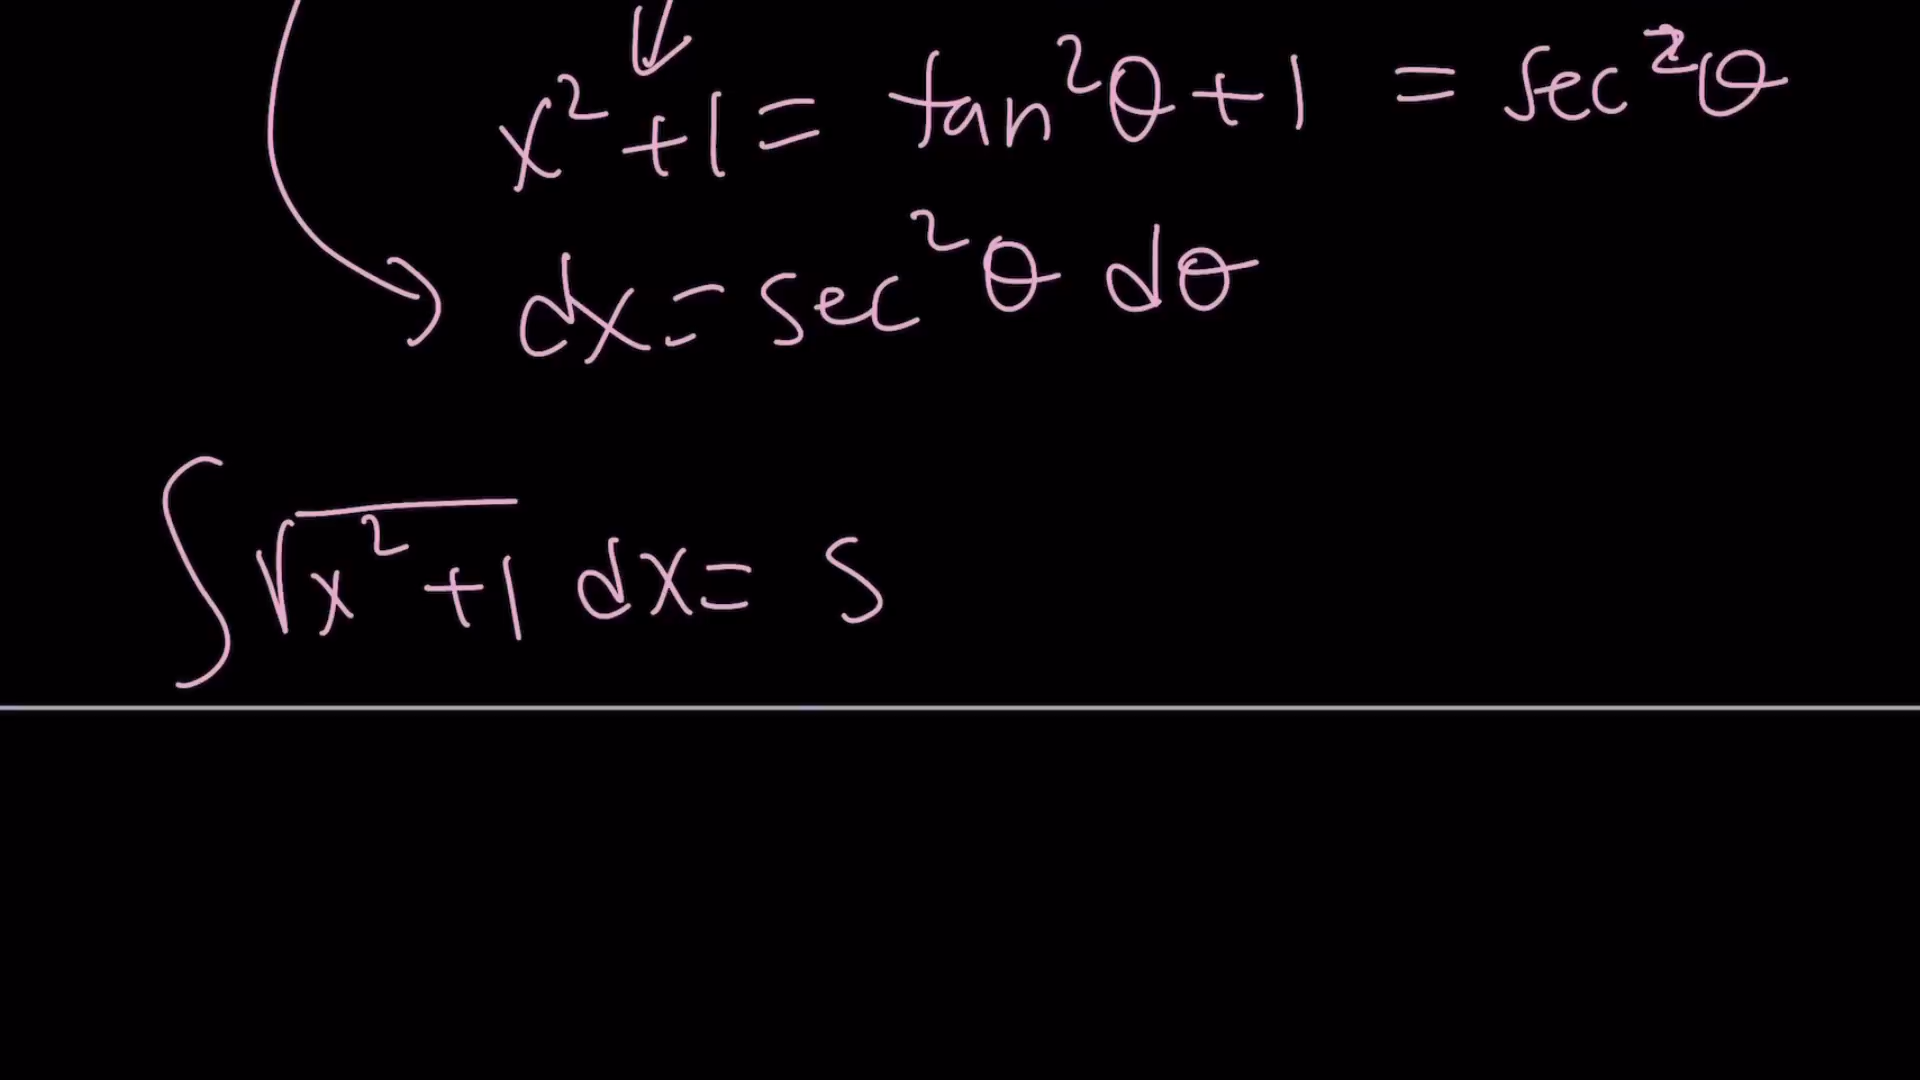 x²+1 = tan²θ+1 = sec²θ
dx = sec²θ dθ
∫√(x²+1) dx = S